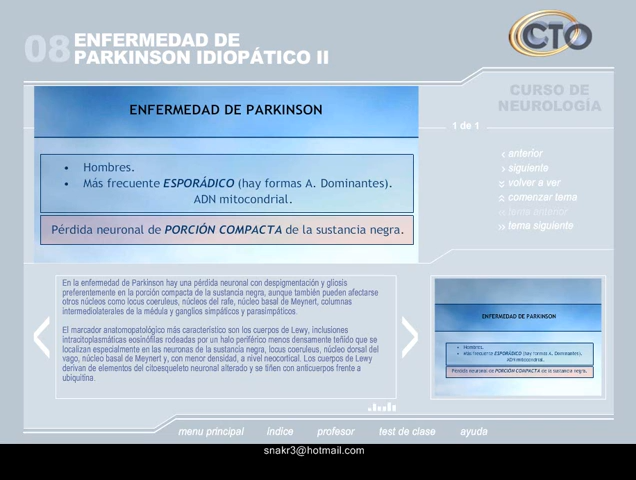 08 ENFERMEDAD DE
PARKINSON IDIOPÁTICO II
CTO
CURSO DE
NEUROLOGÍA
1 de 1
ENFERMEDAD DE PARKINSON
• Hombres.
• Más frecuente ESPORÁDICO (hay formas A. Dominantes).
ADN mitocondrial.
Pérdida neuronal de PORCIÓN COMPACTA de la sustancia negra.
anterior
siguiente
volver a ver
comenzar tema
tema anterior
tema siguiente
En la enfermedad de Parkinson hay una pérdida neuronal con despigmentación y gliosis
preferentemente en la porción compacta de la sustancia negra, aunque también pueden afectarse
otros núcleos como locus coeruleus, núcleos del rafe, núcleo basal de Meynert, columnas
intermediolaterales de la médula y ganglios simpáticos y parasimpáticos.
El marcador anatomopatológico más característico son los cuerpos de Lewy, inclusiones
intracitoplasmáticas eosinófilas rodeadas por un halo periférico menos densamente teñido que se
localizan especialmente en las neuronas de la sustancia negra, locus coeruleus, núcleo dorsal del
vago, núcleo basal de Meynert y, con menor densidad, a nivel neocortical. Los cuerpos de Lewy
derivan de elementos del citoesqueleto neuronal alterado y se tiñen con anticuerpos frente a
ubiquitina.
ENFERMEDAD DE PARKINSON
• Hombres.
• Más frecuente ESPORÁDICO (hay formas A. Dominantes).
ADN mitocondrial.
Pérdida neuronal de PORCIÓN COMPACTA de la sustancia negra.
menu principal
índice
profesor
test de clase
ayuda
snakr3@hotmail.com